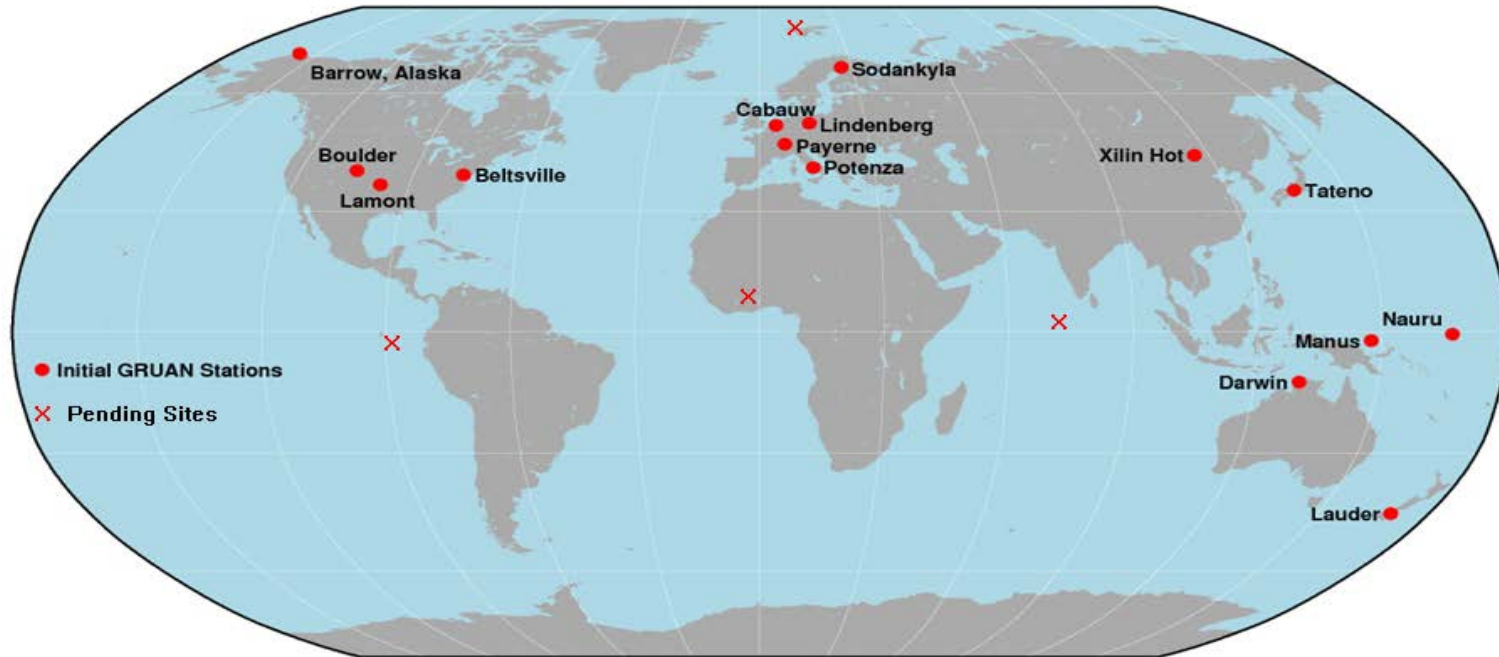 Barrow, Alaska
Sodankyla
Cabauw
Lindenberg
Payerne
Boulder
Xilin Hot
Potenza
Beltsville
Lamont
Tateno
Nauru
Manus
Initial GRUAN Stations
Darwin
Pending Sites
Lauder